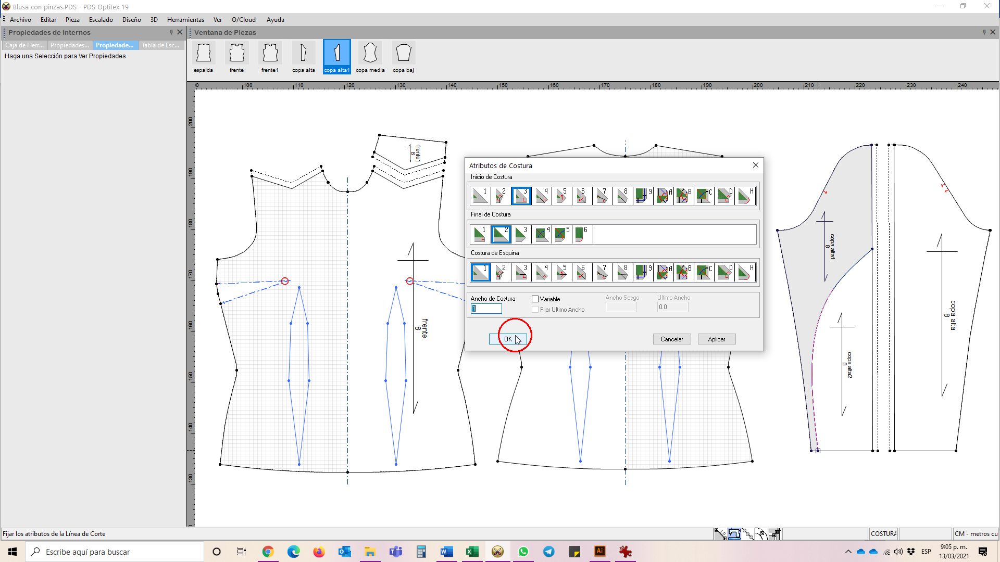 Blusa con pinzas.PDS - PDS Optitex 19
Archivo Editar Pieza Escalado Diseño 3D Herramientas Ver O/Cloud Ayuda
Propiedades de Internos
Ventana de Piezas
Caja de Herr... Propiedades... Propiedade... Tabla de Esc...
Haga una Selección para Ver Propiedades
espalda frente frente1 copa alta copa alta1 copa media copa baj
100 110 120 130 140 150 160 170 180 190 200 210 220 230 240
200
190
180
170
160
150
140
130
frente1
8
frente
8
Atributos de Costura
Inicio de Costura
1 2 3 4 5 6 7 8 9 A B C D H
Final de Costura
1 2 3 4 5 6
Costura de Esquina
1 2 3 4 5 6 7 8 9 A B C D H
Ancho de Costura
1
Variable
Fijar Ultimo Ancho
Ancho Sesgo
Ultimo Ancho
0.0
OK Cancelar Aplicar
copa alta1
8
copa alta2
8
copa alta
8
Fijar los atributos de la Línea de Corte
COSTURA
CM - metros cu
Escribe aquí para buscar
ESP
9:05 p. m.
13/03/2021